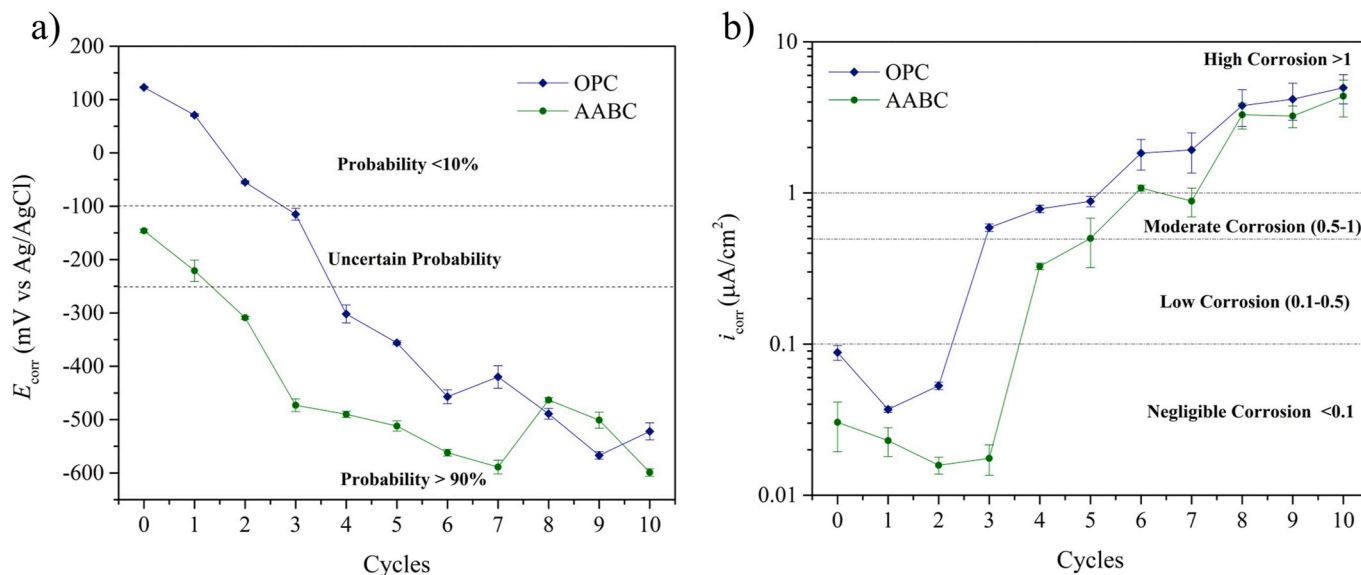 a)
200
100
0
-100
-200
-300
-400
-500
-600
E_corr (mV vs Ag/AgCl)
OPC
AABC
Probability <10%
Uncertain Probability
Probability > 90%
0 1 2 3 4 5 6 7 8 9 10
Cycles
b)
10
1
0.1
0.01
i_corr (µA/cm²)
OPC
AABC
High Corrosion >1
Moderate Corrosion (0.5-1)
Low Corrosion (0.1-0.5)
Negligible Corrosion <0.1
0 1 2 3 4 5 6 7 8 9 10
Cycles